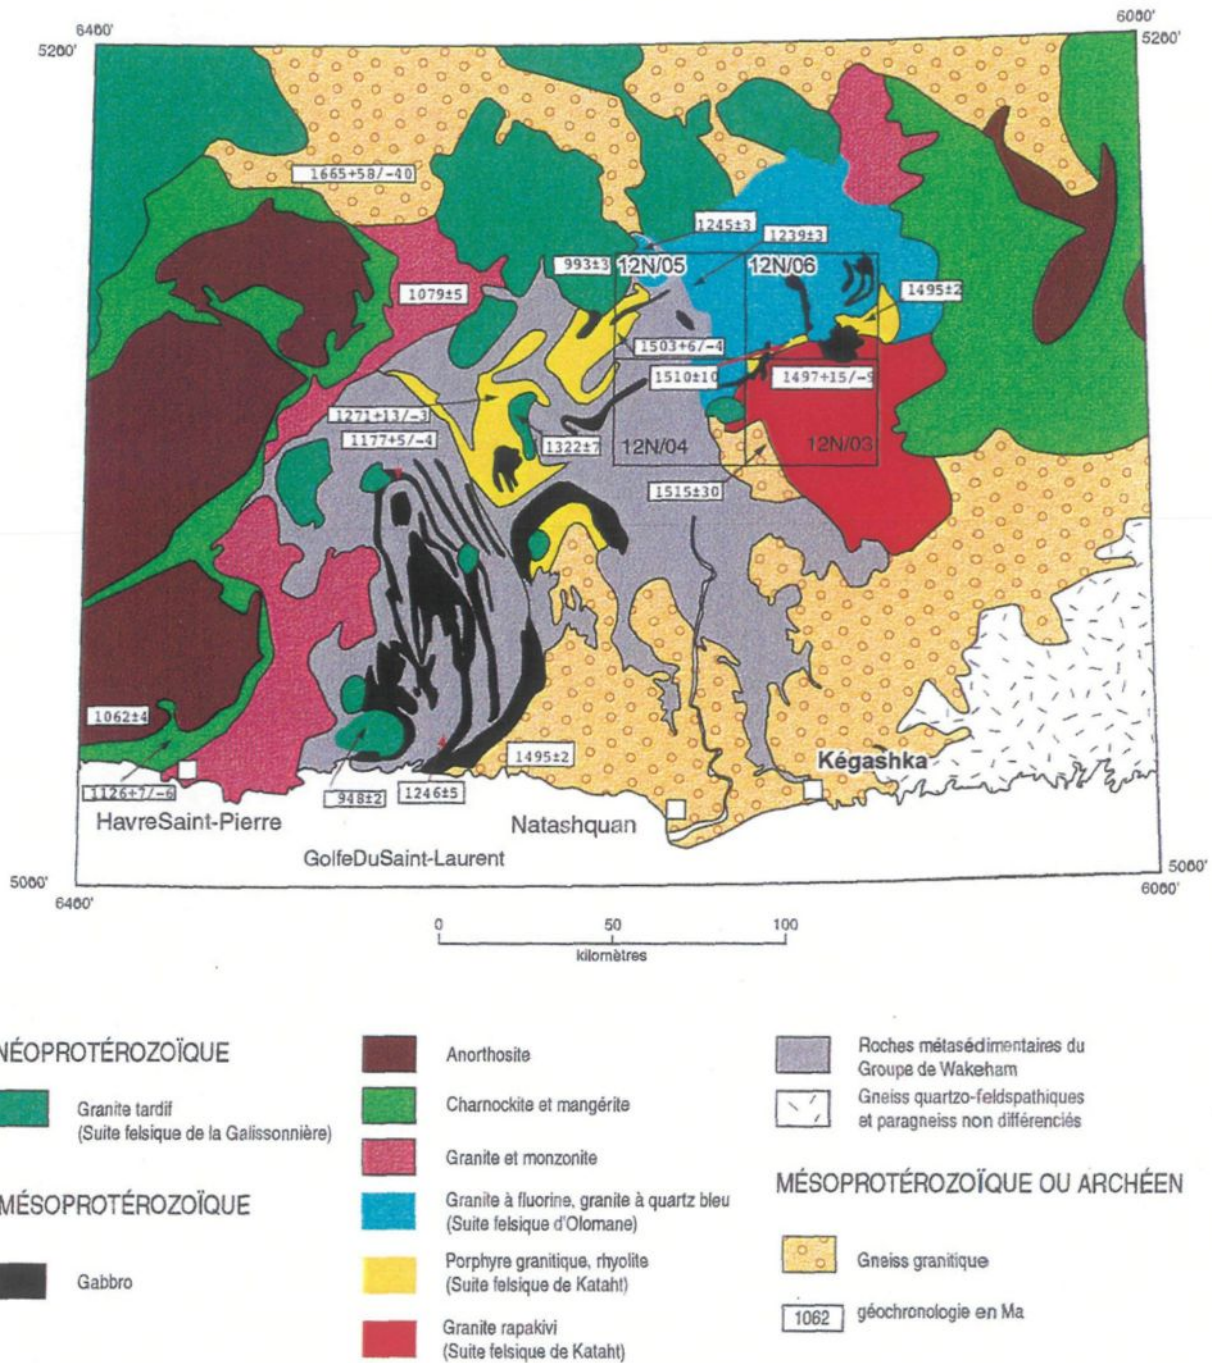 6400'
6000'
5200'
5200'
1665+58/-40
1245±3
1239±3
993±3
12N/05
12N/06
1079±5
1495±2
1503+6/-4
1510±10
1497+15/-9
1271+13/-3
1177+5/-4
1322±7
12N/04
12N/03
1515±30
1062±4
1495±2
Kégashka
1126+7/-6
948±2
1246±5
HavreSaint-Pierre
Natashquan
GolfeDuSaint-Laurent
5000'
5000'
6400'
6000'
0 50 100
kilomètres
NÉOPROTÉROZOÏQUE
Granite tardif
(Suite felsique de la Galissonnière)
MÉSOPROTÉROZOÏQUE
Gabbro
Anorthosite
Charnockite et mangérite
Granite et monzonite
Granite à fluorine, granite à quartz bleu
(Suite felsique d'Olomane)
Porphyre granitique, rhyolite
(Suite felsique de Kataht)
Granite rapakivi
(Suite felsique de Kataht)
Roches métasédimentaires du
Groupe de Wakeham
Gneiss quartzo-feldspathiques
et paragneiss non différenciés
MÉSOPROTÉROZOÏQUE OU ARCHÉEN
Gneiss granitique
1062 géochronologie en Ma